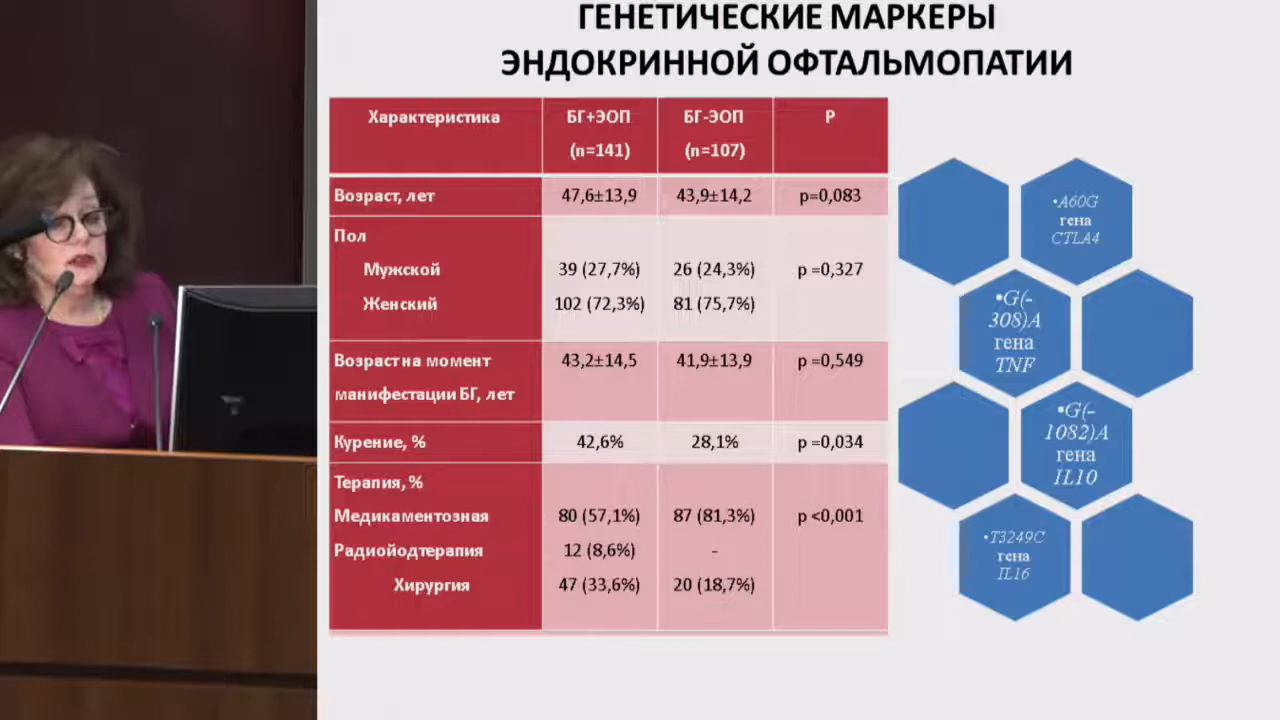 ГЕНЕТИЧЕСКИЕ МАРКЕРЫ
ЭНДОКРИННОЙ ОФТАЛЬМОПАТИИ
Характеристика БГ+ЭОП (n=141) БГ-ЭОП (n=107) P
Возраст, лет 47,6±13,9 43,9±14,2 p=0,083
Пол
Мужской 39 (27,7%) 26 (24,3%) p =0,327
Женский 102 (72,3%) 81 (75,7%)
Возраст на момент 43,2±14,5 41,9±13,9 p =0,549
манифестации БГ, лет
Курение, % 42,6% 28,1% p =0,034
Терапия, %
Медикаментозная 80 (57,1%) 87 (81,3%) p <0,001
Радиойодтерапия 12 (8,6%) -
Хирургия 47 (33,6%) 20 (18,7%)
•A60G
гена
CTLA4
•G(-
308)A
гена
TNF
•G(-
1082)A
гена
IL10
•T3249C
гена
IL16